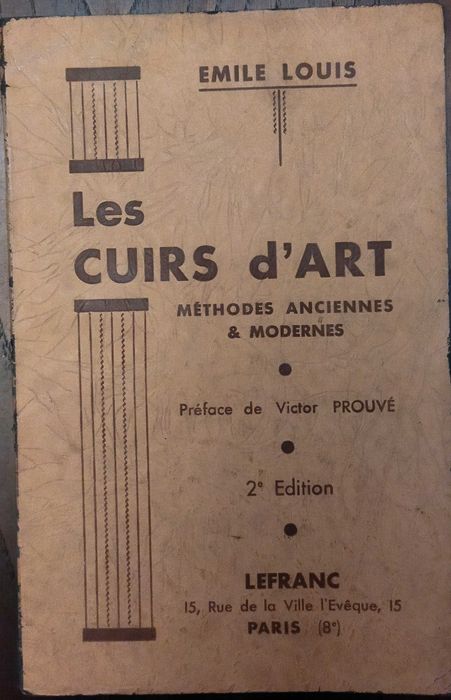 EMILE LOUIS
Les
CUIRS d'ART
MÉTHODES ANCIENNES
& MODERNES
Préface de Victor PROUVÉ
2e Edition
LEFRANC
15, Rue de la Ville l'Evêque, 15
PARIS (8e)